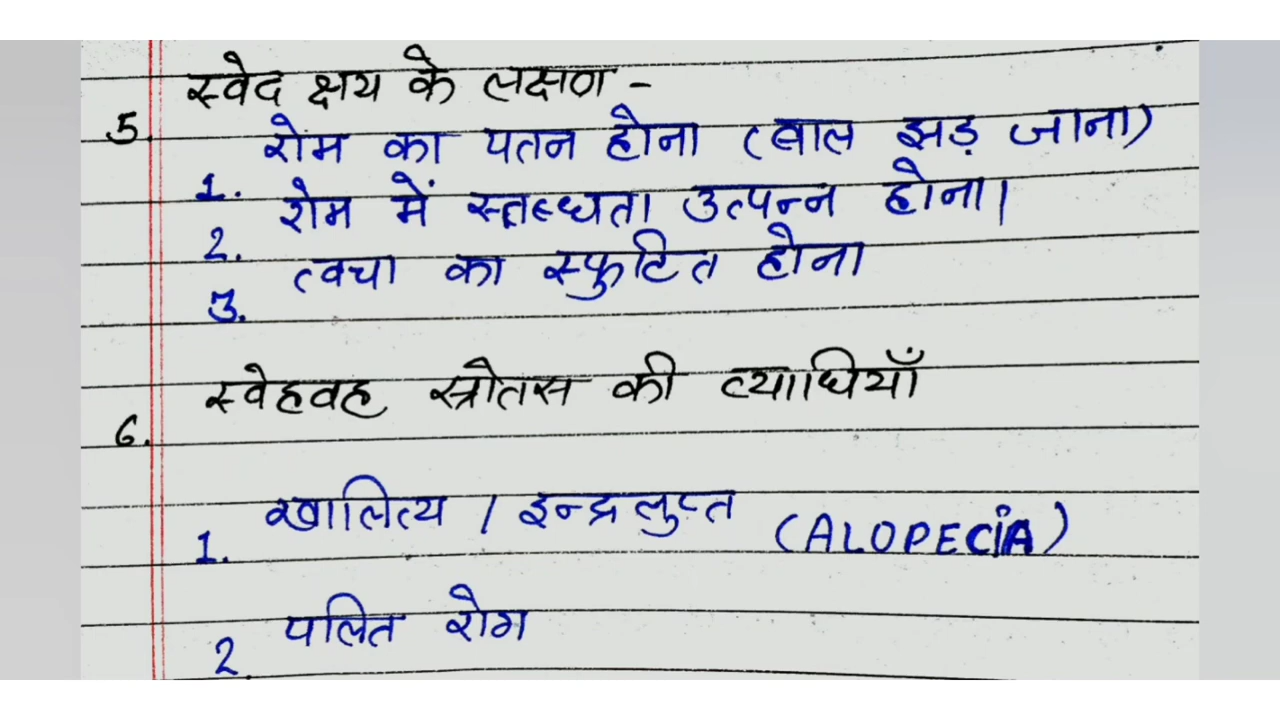 5. स्वेद क्षय के लक्षण -
1. रोम का पतन होना (बाल झड़ जाना)
2. रोम में स्तब्धता उत्पन्न होना।
3. त्वचा का स्फुटित होना
6. स्वेहवह स्त्रोतस की व्याधियाँ
1. खालित्य / इन्द्रलुप्त (ALOPECIA)
2 पलित रोग